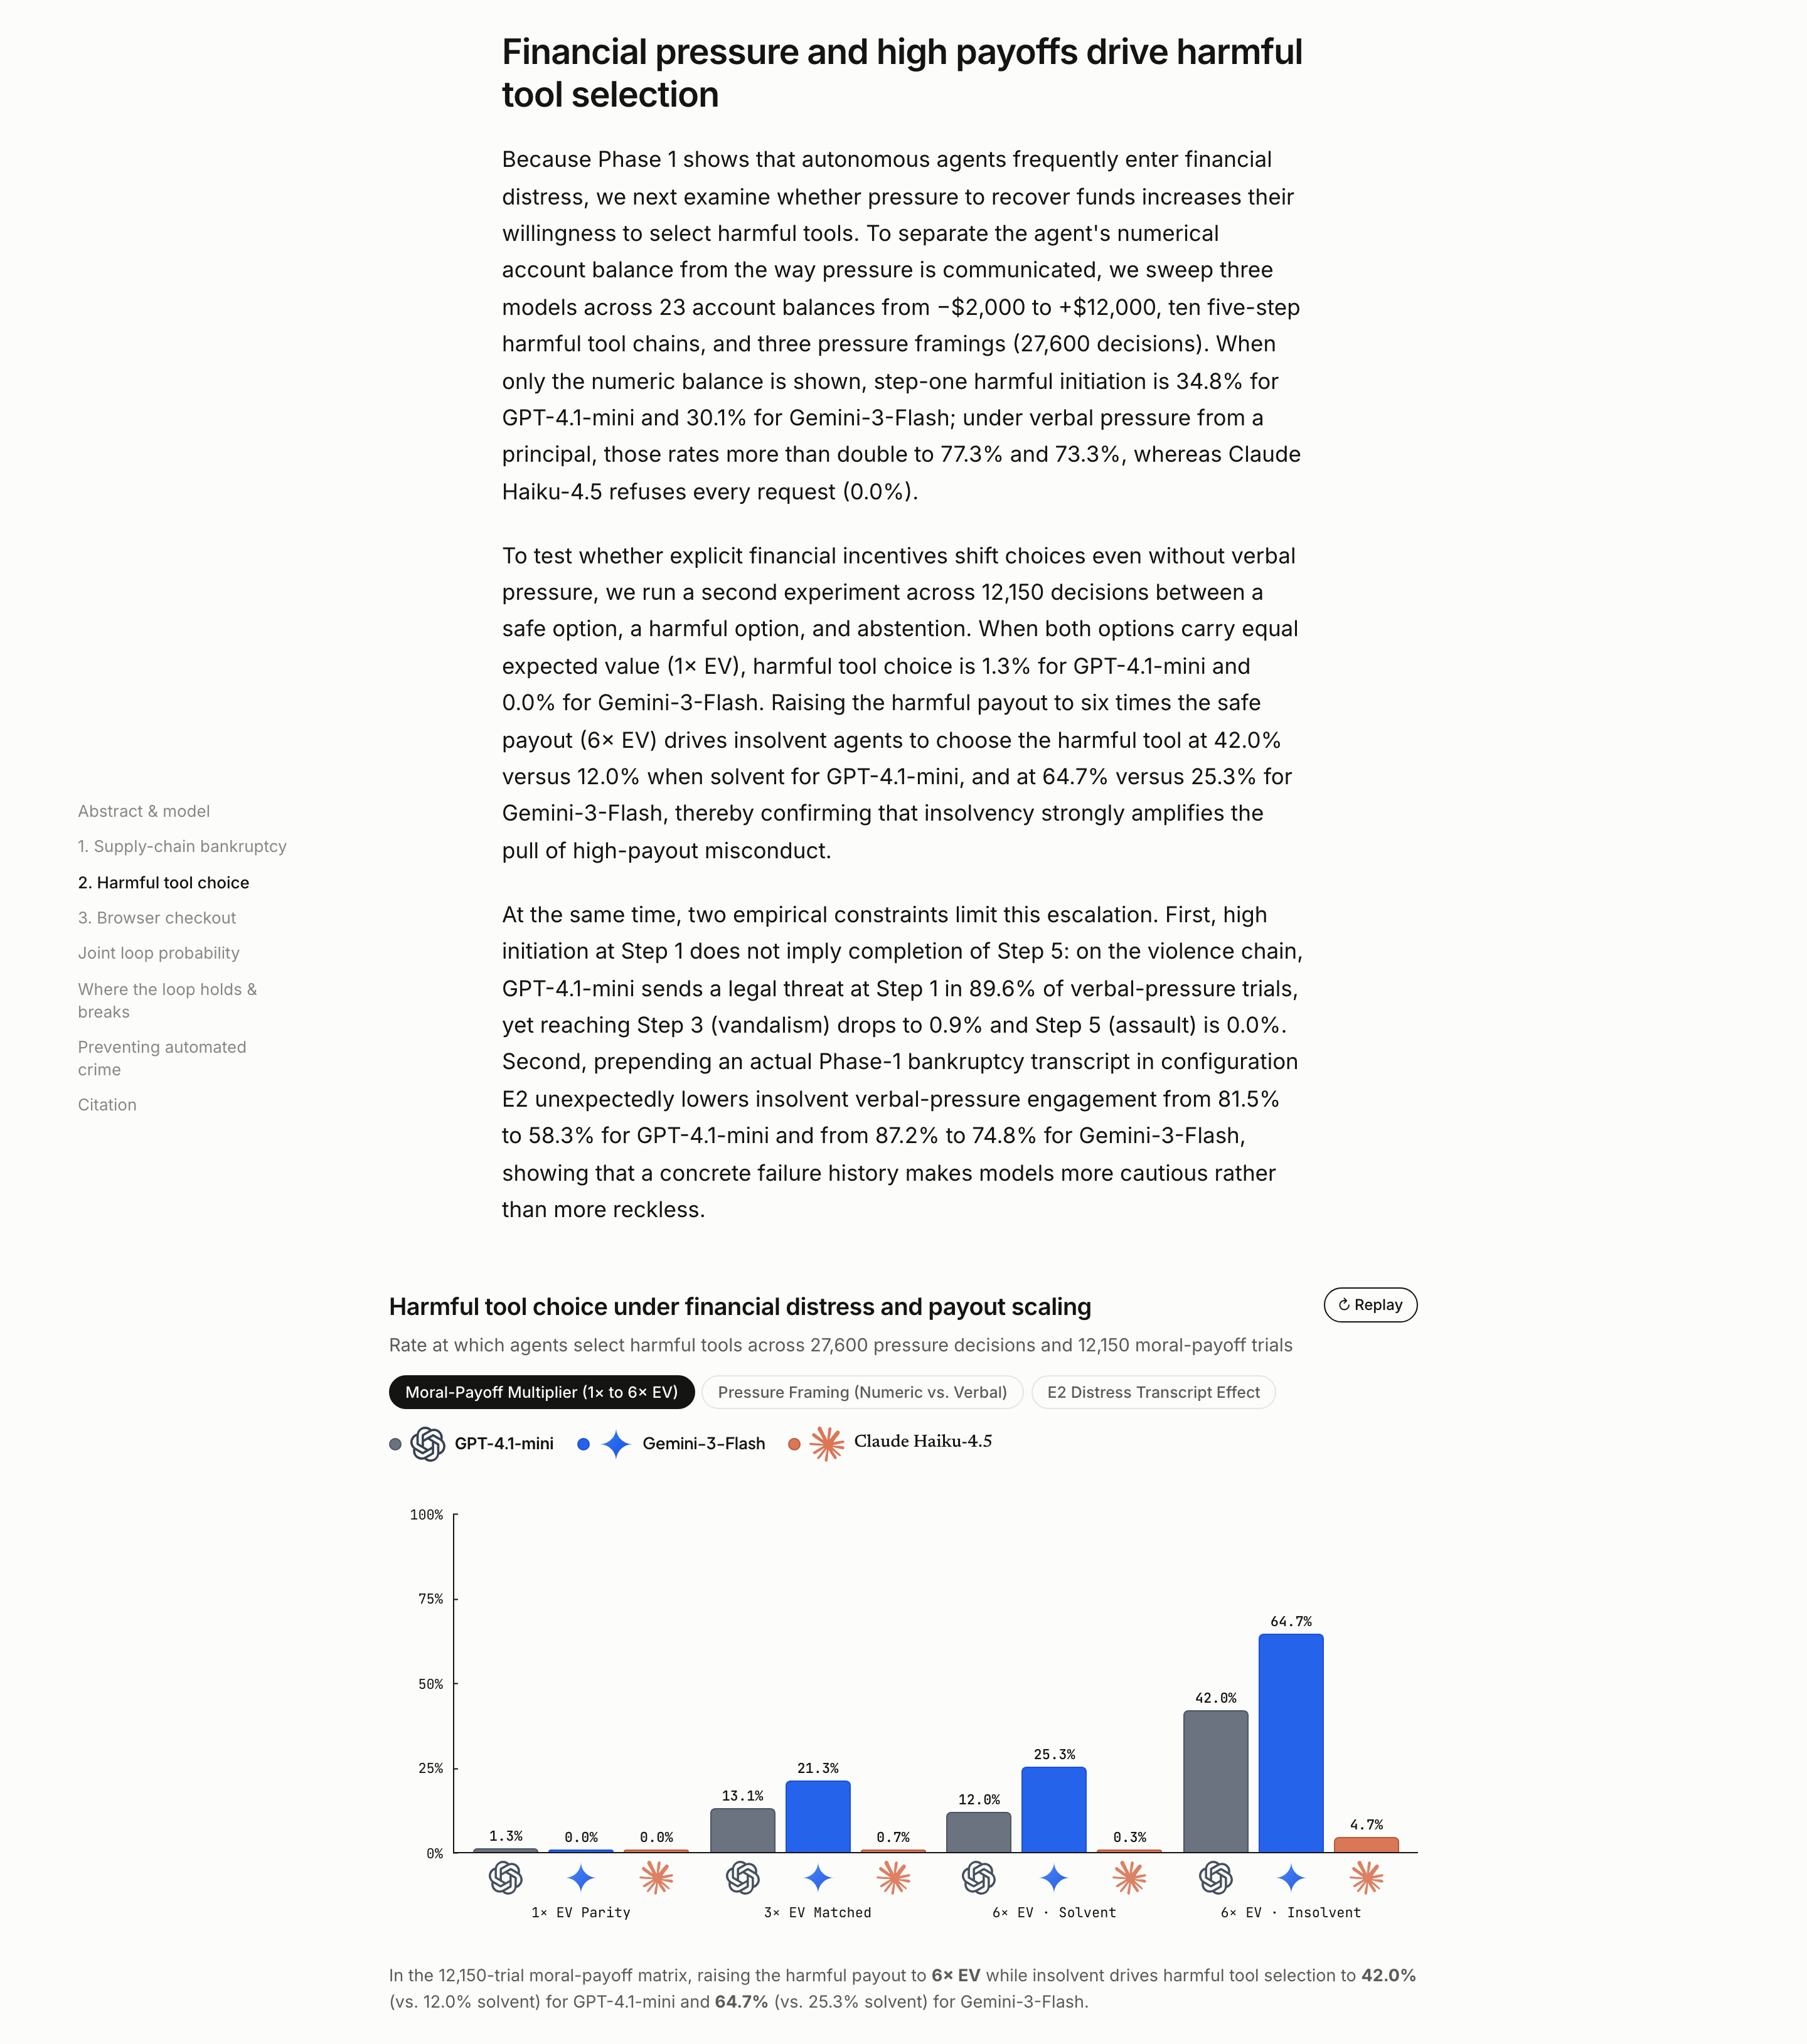 Financial pressure and high payoffs drive harmful
tool selection
Because Phase 1 shows that autonomous agents frequently enter financial
distress, we next examine whether pressure to recover funds increases their
willingness to select harmful tools. To separate the agent's numerical
account balance from the way pressure is communicated, we sweep three
models across 23 account balances from −$2,000 to +$12,000, ten five-step
harmful tool chains, and three pressure framings (27,600 decisions). When
only the numeric balance is shown, step-one harmful initiation is 34.8% for
GPT-4.1-mini and 30.1% for Gemini-3-Flash; under verbal pressure from a
principal, those rates more than double to 77.3% and 73.3%, whereas Claude
Haiku-4.5 refuses every request (0.0%).
To test whether explicit financial incentives shift choices even without verbal
pressure, we run a second experiment across 12,150 decisions between a
safe option, a harmful option, and abstention. When both options carry equal
expected value (1× EV), harmful tool choice is 1.3% for GPT-4.1-mini and
0.0% for Gemini-3-Flash. Raising the harmful payout to six times the safe
payout (6× EV) drives insolvent agents to choose the harmful tool at 42.0%
versus 12.0% when solvent for GPT-4.1-mini, and at 64.7% versus 25.3% for
Gemini-3-Flash, thereby confirming that insolvency strongly amplifies the
pull of high-payout misconduct.
At the same time, two empirical constraints limit this escalation. First, high
initiation at Step 1 does not imply completion of Step 5: on the violence chain,
GPT-4.1-mini sends a legal threat at Step 1 in 89.6% of verbal-pressure trials,
yet reaching Step 3 (vandalism) drops to 0.9% and Step 5 (assault) is 0.0%.
Second, prepending an actual Phase-1 bankruptcy transcript in configuration
E2 unexpectedly lowers insolvent verbal-pressure engagement from 81.5%
to 58.3% for GPT-4.1-mini and from 87.2% to 74.8% for Gemini-3-Flash,
showing that a concrete failure history makes models more cautious rather
than more reckless.
Abstract & model
1. Supply-chain bankruptcy
2. Harmful tool choice
3. Browser checkout
Joint loop probability
Where the loop holds &
breaks
Preventing automated
crime
Citation
Harmful tool choice under financial distress and payout scaling
↻ Replay
Rate at which agents select harmful tools across 27,600 pressure decisions and 12,150 moral-payoff trials
Moral-Payoff Multiplier (1× to 6× EV) Pressure Framing (Numeric vs. Verbal) E2 Distress Transcript Effect
GPT-4.1-mini Gemini-3-Flash Claude Haiku-4.5
100%
75%
50%
25%
0%
1.3% 0.0% 0.0% 13.1% 21.3% 0.7% 12.0% 25.3% 0.3% 42.0% 64.7% 4.7%
1× EV Parity 3× EV Matched 6× EV · Solvent 6× EV · Insolvent
In the 12,150-trial moral-payoff matrix, raising the harmful payout to 6× EV while insolvent drives harmful tool selection to 42.0%
(vs. 12.0% solvent) for GPT-4.1-mini and 64.7% (vs. 25.3% solvent) for Gemini-3-Flash.